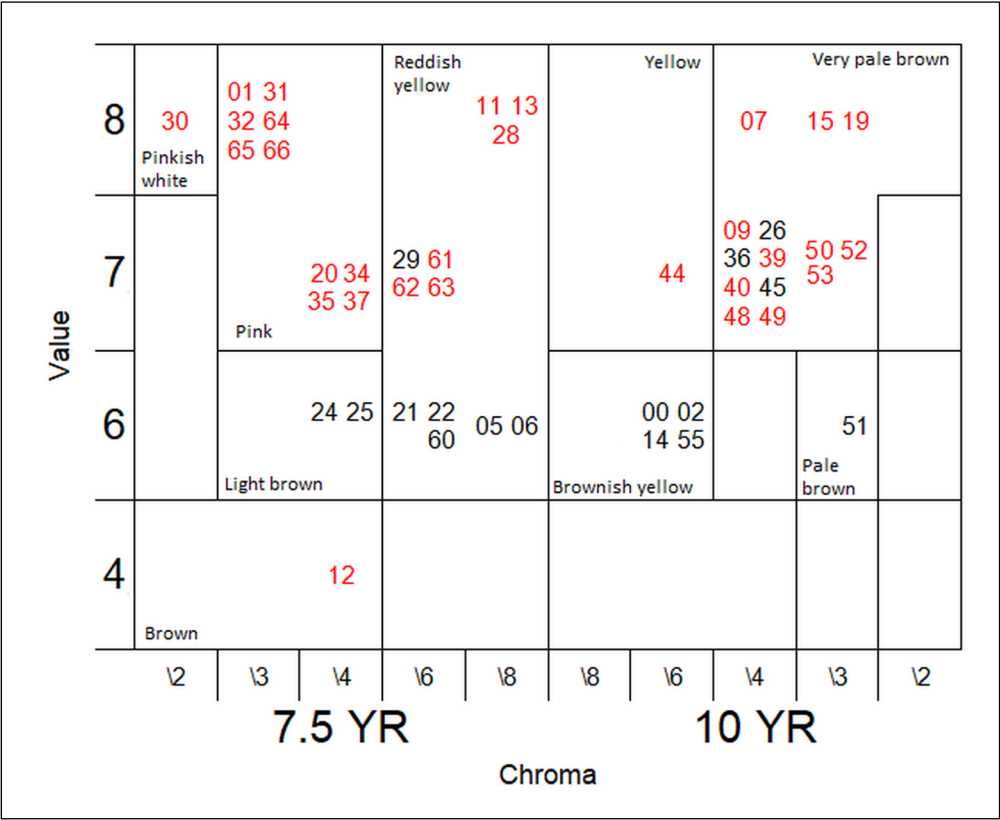 Reddish
yellow
Yellow
Very pale brown
8
30
01 31
32 64
65 66
11 13
28
07
15 19
Pinkish
white
7
20 34
35 37
29 61
62 63
44
09 26
36 39
40 45
48 49
50 52
53
Pink
Value
6
24 25
21 22
60
05 06
00 02
14 55
51
Light brown
Brownish yellow
Pale
brown
4
12
Brown
\2 \3 \4 \6 \8 \8 \6 \4 \3 \2
7.5 YR 10 YR
Chroma